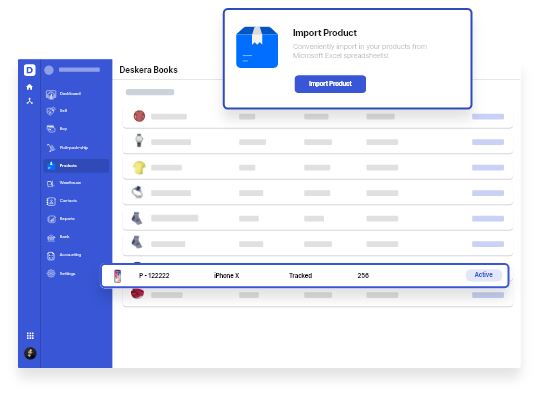 Import Product
Conveniently import in your products from
Microsoft Excel spreadsheets!
Import Product
D
Deskera Books
Dashboard
Sell
Buy
Products
Warehouse
Contacts
Reports
Bank
Accounting
Settings
P - 122222 iPhone X Tracked 256 Active